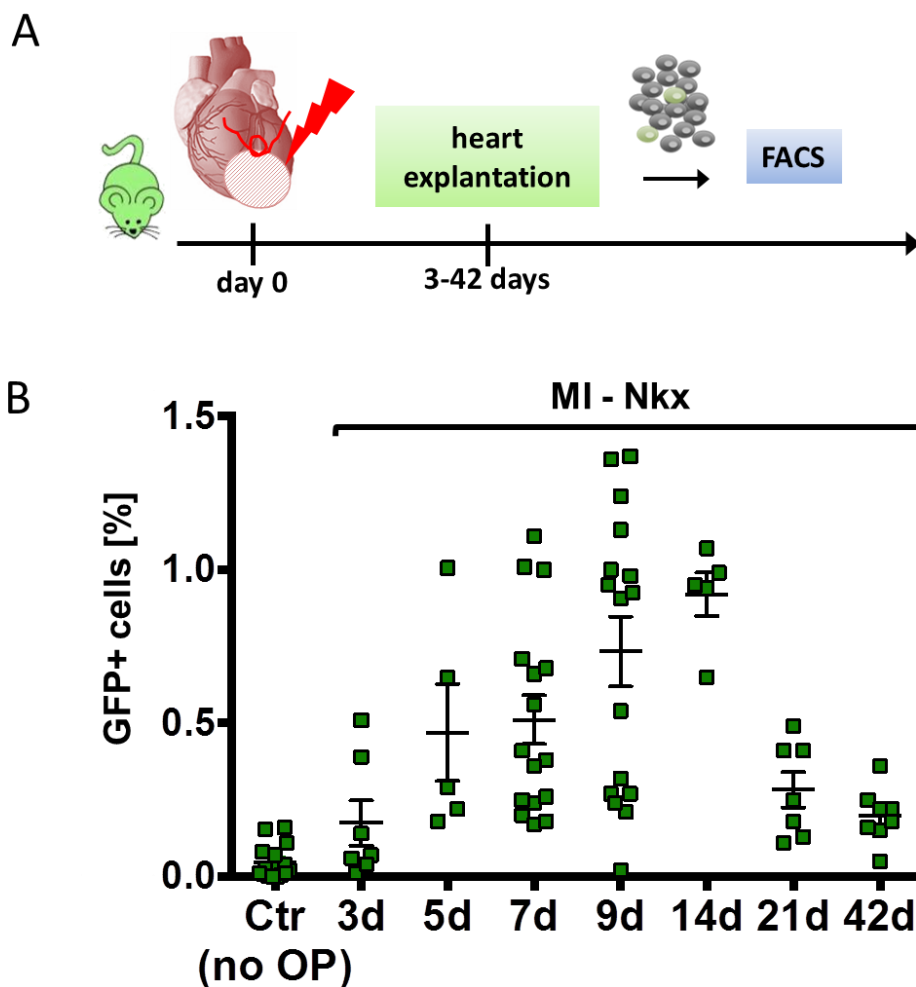 A
heart
explantation
FACS
day 0
3-42 days
B
MI - Nkx
GFP+ cells [%]
1.5
1.0
0.5
0.0
Ctr 3d 5d 7d 9d 14d 21d 42d
(no OP)